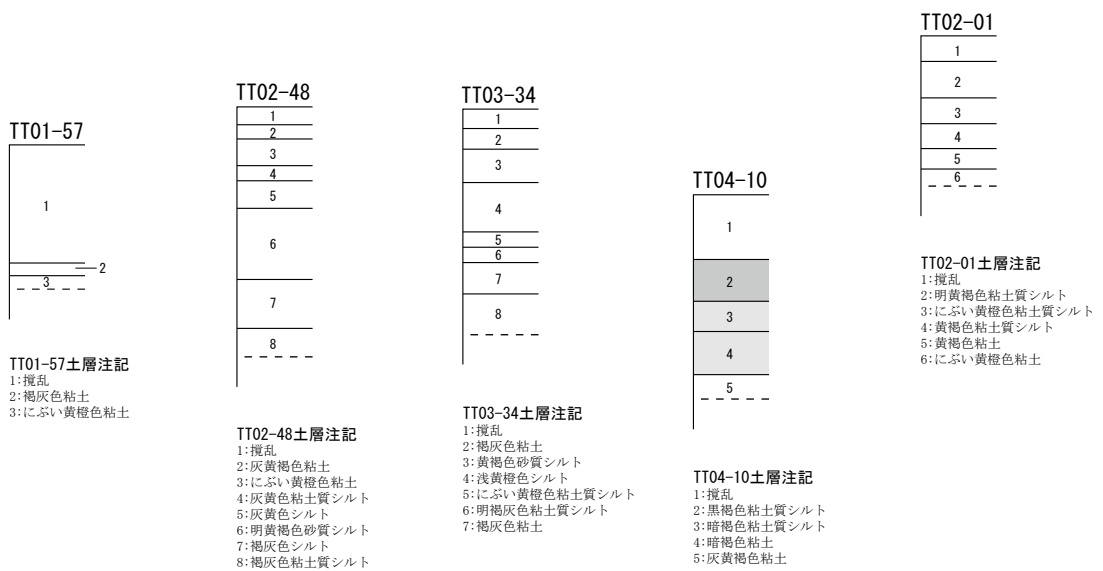 TT01-57
1
2
3
TT01-57土層注記
1:攪乱
2:褐灰色粘土
3:にぶい黄橙色粘土
TT02-48
1
2
3
4
5
6
7
8
TT02-48土層注記
1:攪乱
2:灰黄褐色粘土
3:にぶい黄橙色粘土
4:灰黄色粘土質シルト
5:灰黄色シルト
6:明黄褐色砂質シルト
7:褐灰色シルト
8:褐灰色粘土質シルト
TT03-34
1
2
3
4
5
6
7
8
TT03-34土層注記
1:攪乱
2:褐灰色粘土
3:黄褐色砂質シルト
4:浅黄橙色シルト
5:にぶい黄橙色粘土質シルト
6:明褐灰色粘土質シルト
7:褐灰色粘土
TT04-10
1
2
3
4
5
TT04-10土層注記
1:攪乱
2:黒褐色粘土質シルト
3:暗褐色粘土質シルト
4:暗褐色粘土
5:灰黄褐色粘土
TT02-01
1
2
3
4
5
6
TT02-01土層注記
1:攪乱
2:明黄褐色粘土質シルト
3:にぶい黄橙色粘土質シルト
4:黄褐色粘土質シルト
5:黄褐色粘土
6:にぶい黄橙色粘土